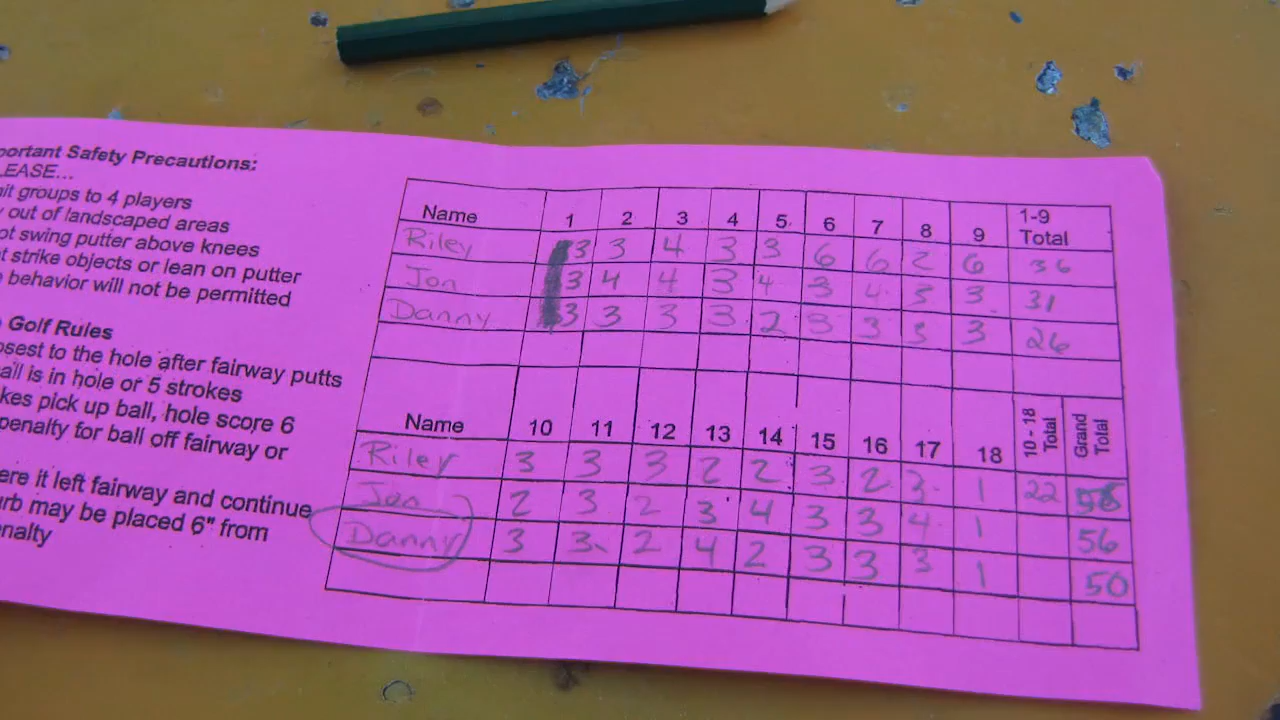 portant Safety Precautions:
LEASE...
nit groups to 4 players
y out of landscaped areas
ot swing putter above knees
t strike objects or lean on putter
e behavior will not be permitted
Golf Rules
osest to the hole after fairway putts
all is in hole or 5 strokes
kes pick up ball, hole score 6
penalty for ball off fairway or
ere it left fairway and continue
urb may be placed 6" from
enalty
Name 1 2 3 4 5 6 7 8 9 1-9 Total
Riley 3 3 4 3 3 6 6 2 6 36
Jon 3 4 4 3 4 3 4 3 3 31
Danny 3 3 3 3 2 3 3 3 3 26
Name 10 11 12 13 14 15 16 17 18 10 - 18 Total Grand Total
Riley 3 3 3 2 2 3 2 3 1 22
Jon 2 3 2 3 4 3 3 4 1 56
Danny 3 3 2 4 2 3 3 3 1 50